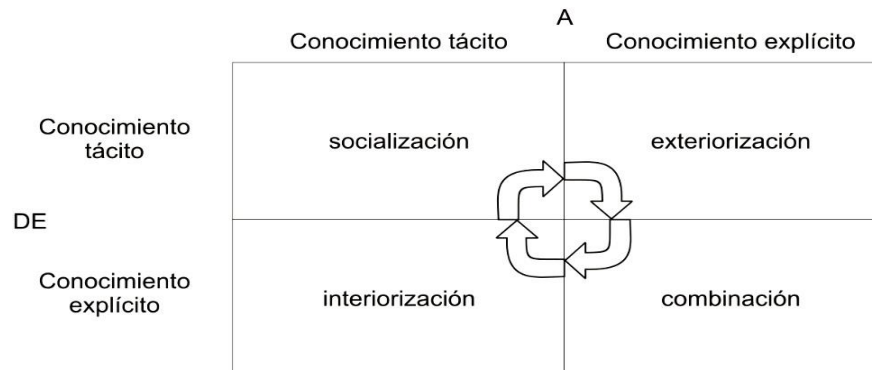 A
Conocimiento tácito Conocimiento explícito
Conocimiento
tácito
socialización exteriorización
DE
Conocimiento
explícito
interiorización combinación